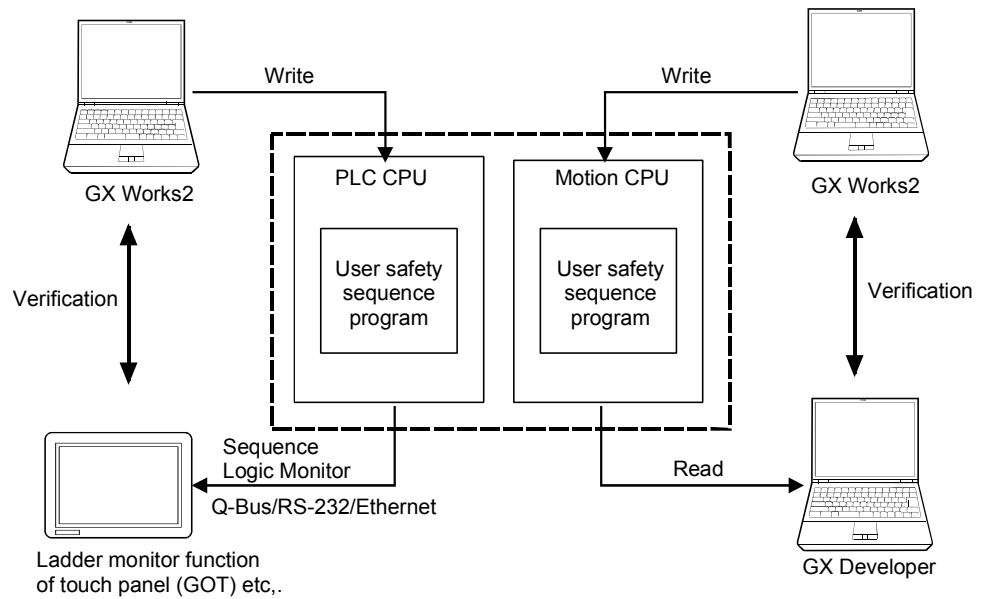 Write
Write
GX Works2
PLC CPU
Motion CPU
GX Works2
User safety
sequence
program
User safety
sequence
program
Verification
Verification
Sequence
Logic Monitor
Read
Q-Bus/RS-232/Ethernet
Ladder monitor function
of touch panel (GOT) etc,.
GX Developer